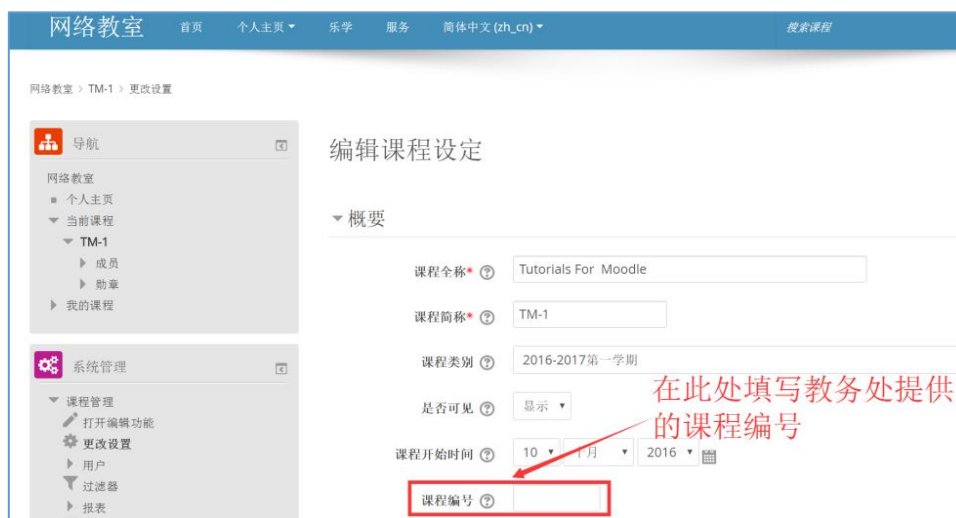 网络教室 首页 个人主页 乐学 服务 简体中文 (zh_cn) 搜索课程
网络教室 > TM-1 > 更改设置
导航
网络教室
个人主页
当前课程
TM-1
成员
勋章
我的课程
系统管理
课程管理
打开编辑功能
更改设置
用户
过滤器
报表
编辑课程设定
概要
课程全称* Tutorials For Moodle
课程简称* TM-1
课程类别 2016-2017第一学期
是否可见 显示
课程开始时间 10 十月 2016
课程编号
在此处填写教务处提供
的课程编号